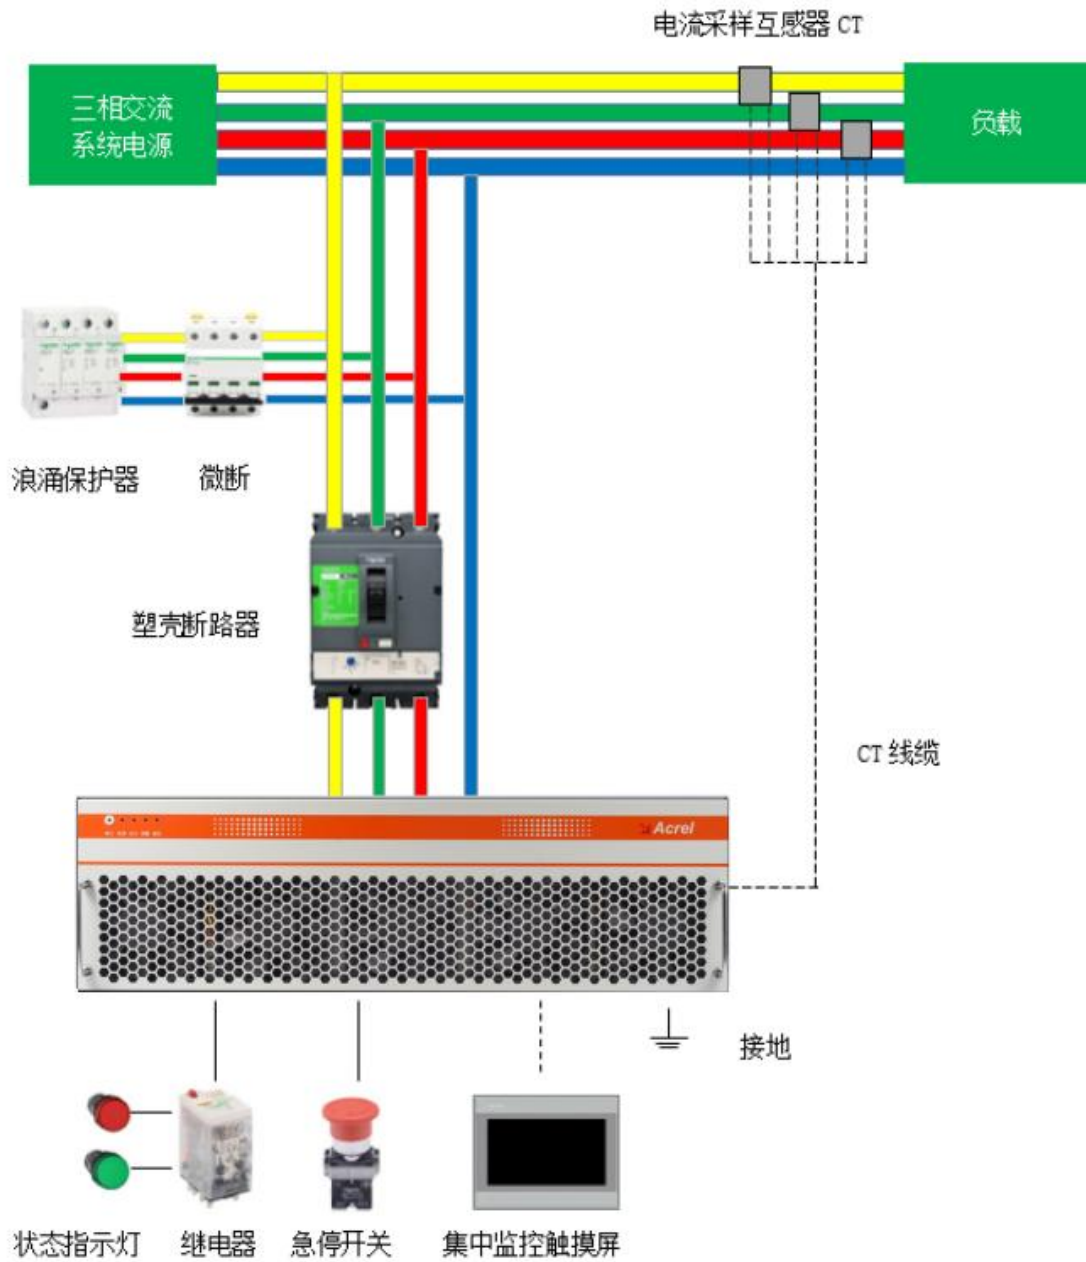 电流采样互感器 CT
三相交流
系统电源
负载
浪涌保护器
微断
塑壳断路器
CT 线缆
Acrel
接地
状态指示灯
继电器
急停开关
集中监控触摸屏